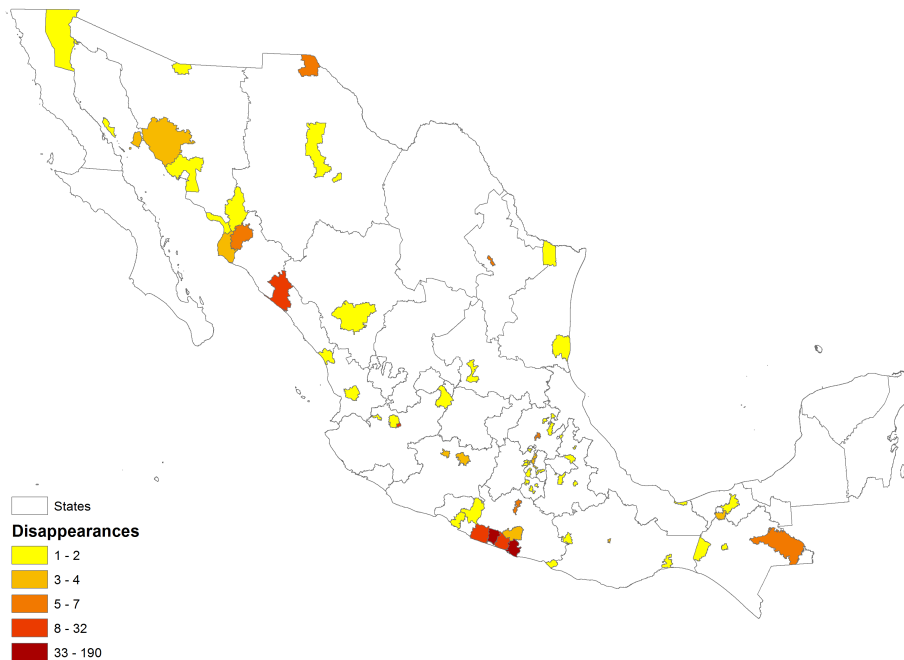 States
Disappearances
1 - 2
3 - 4
5 - 7
8 - 32
33 - 190